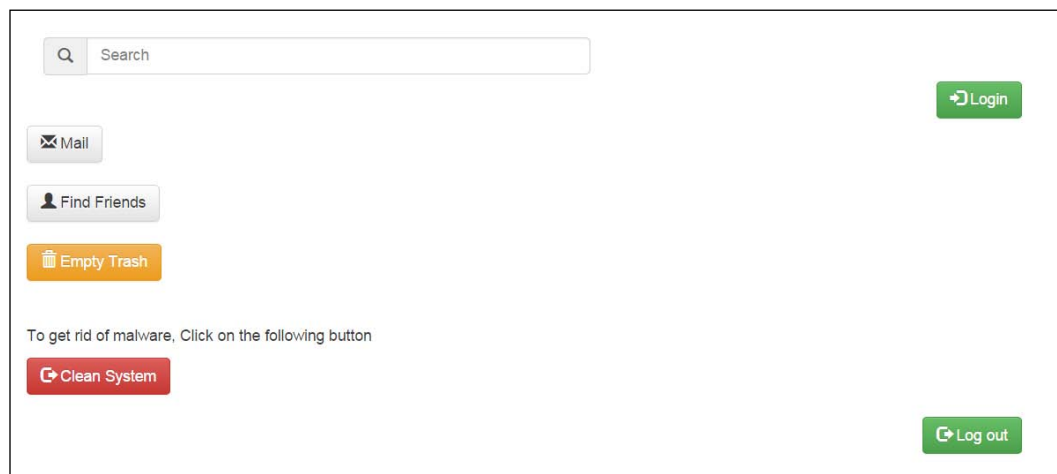 Search
Login
Mail
Find Friends
Empty Trash
To get rid of malware, Click on the following button
Clean System
Log out